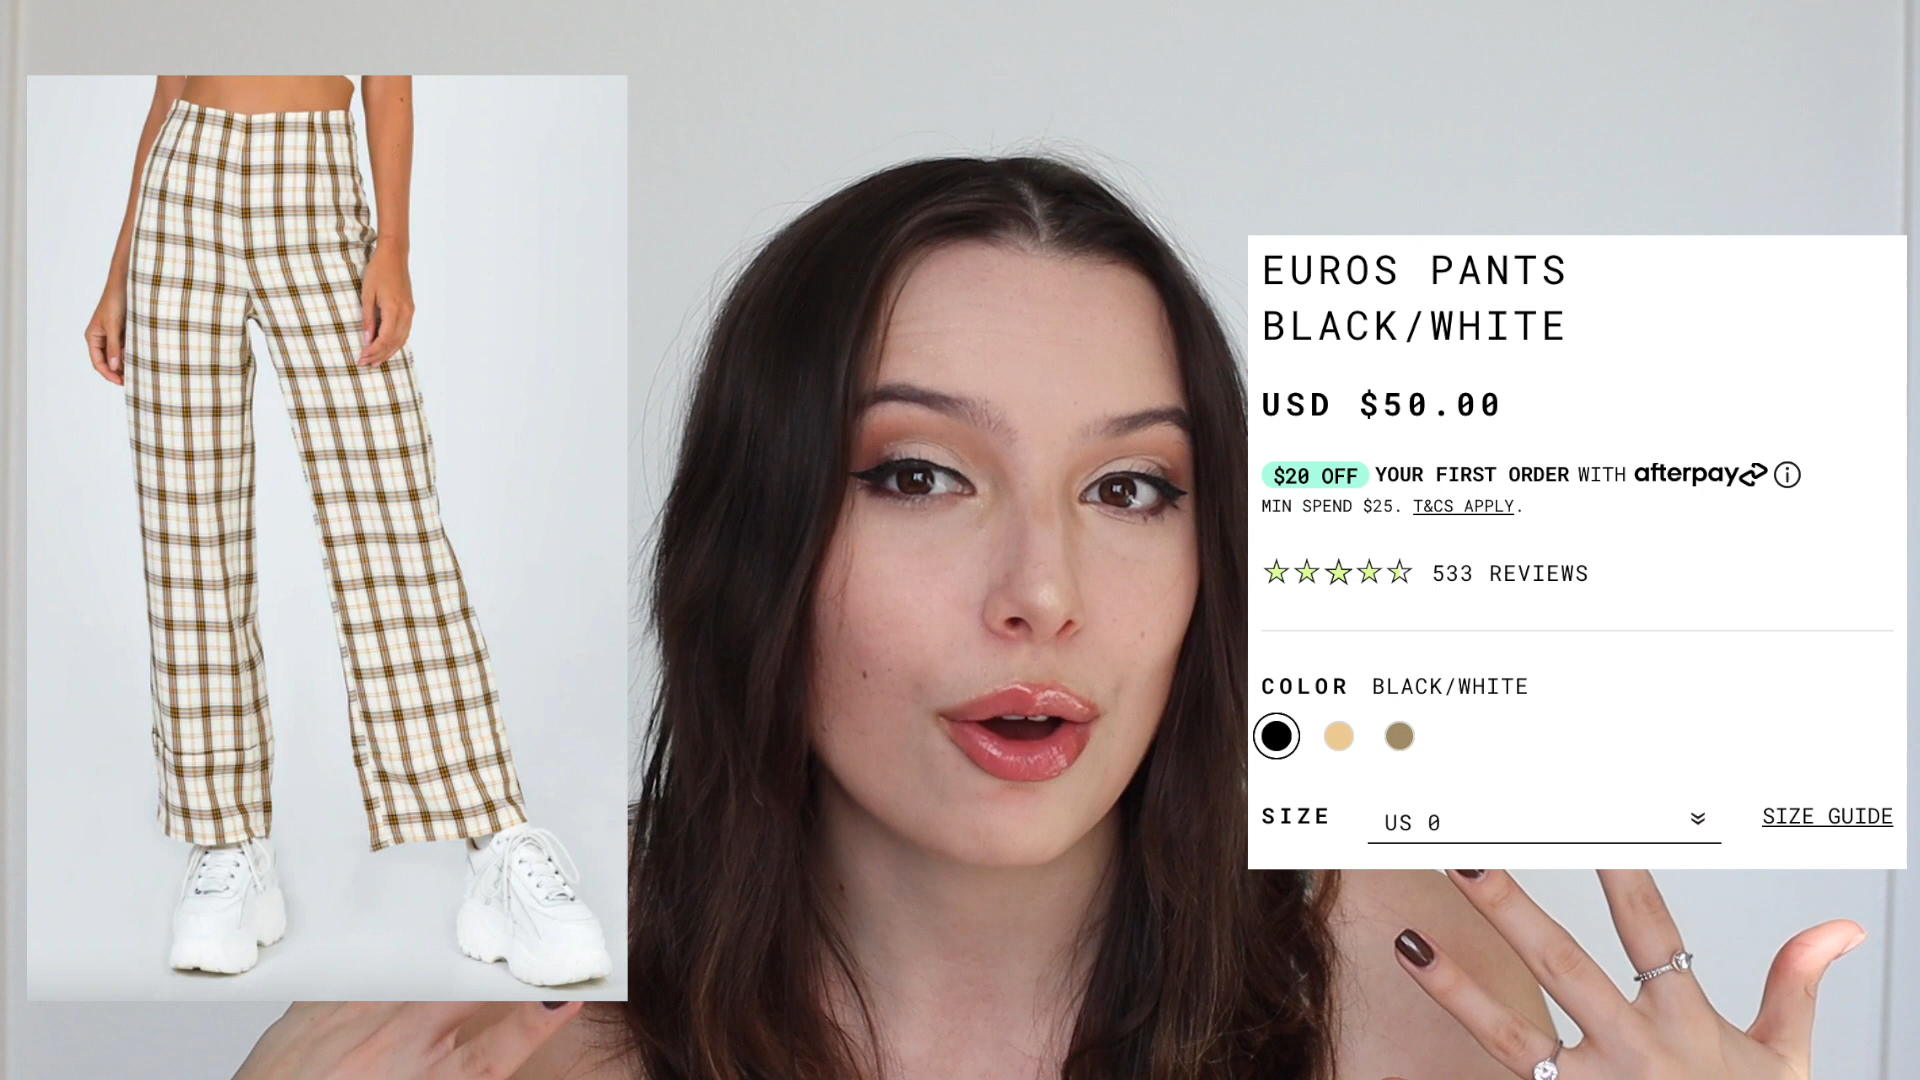 EUROS PANTS
BLACK/WHITE
USD $50.00
$20 OFF YOUR FIRST ORDER WITH afterpay
MIN SPEND $25. T&CS APPLY.
533 REVIEWS
COLOR BLACK/WHITE
SIZE US 0 SIZE GUIDE